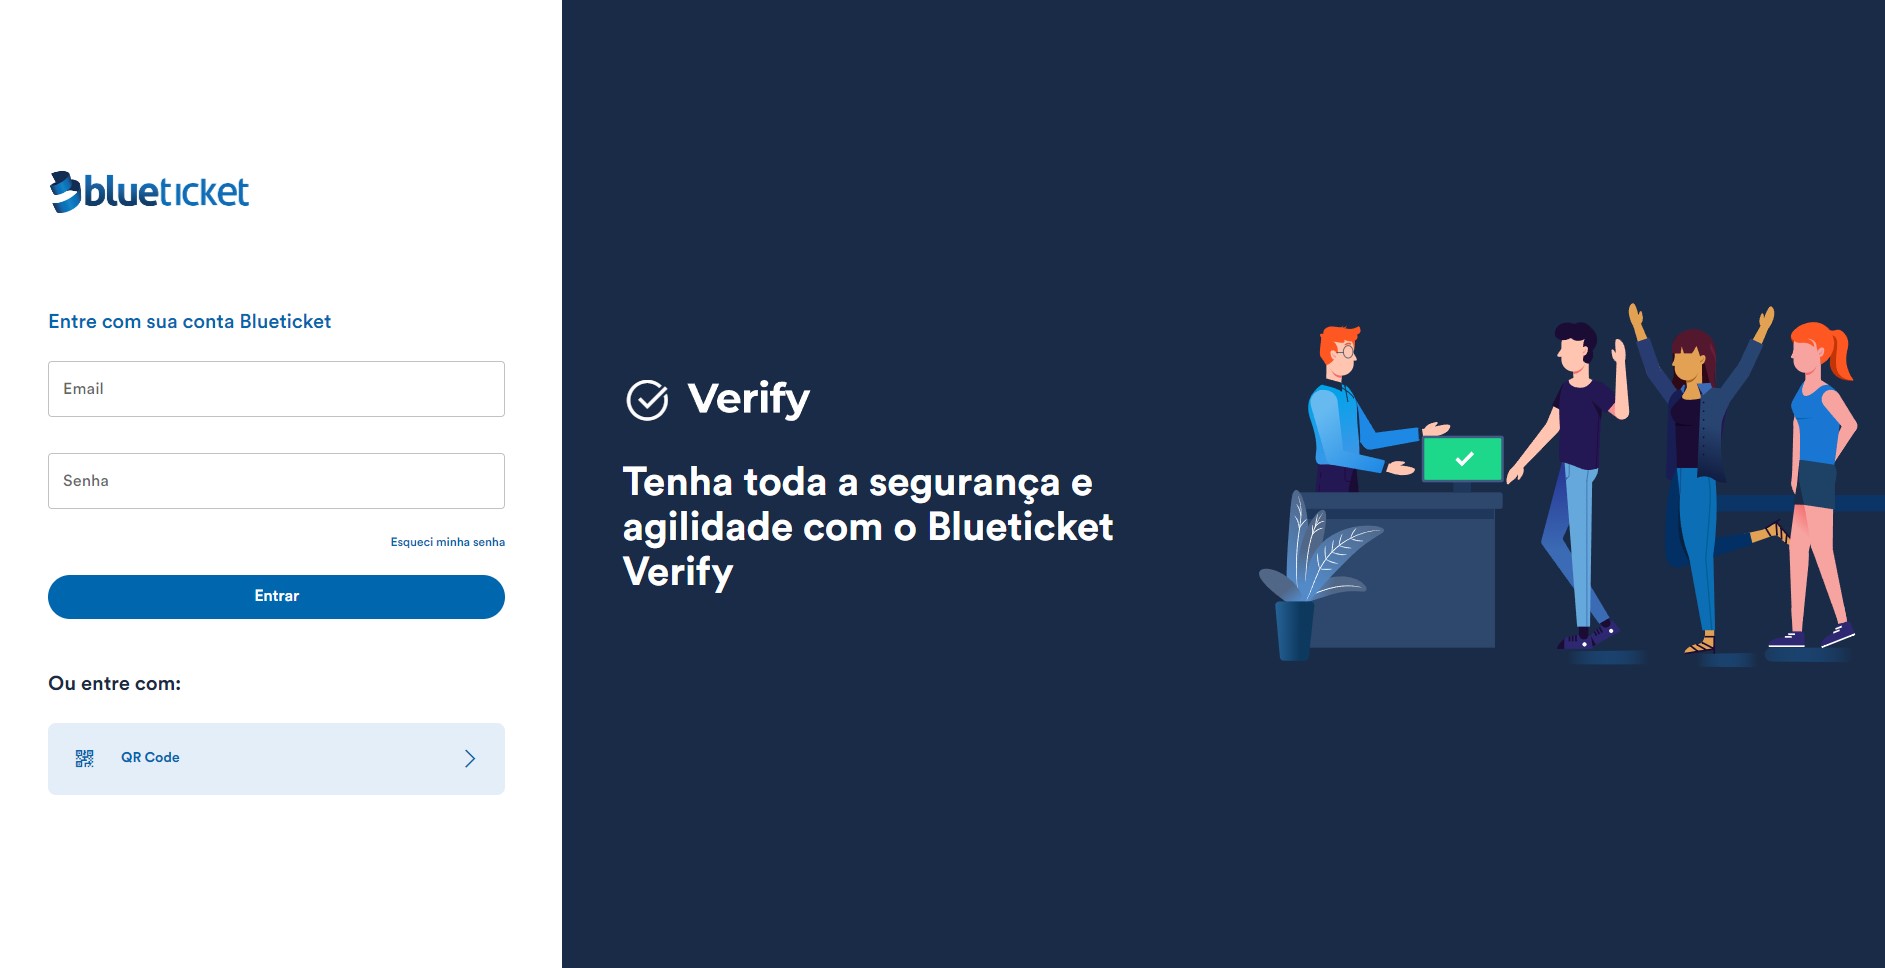 blueticket
Entre com sua conta Blueticket
Email
Senha
Esqueci minha senha
Entrar
Ou entre com:
QR Code
Verify
Tenha toda a segurança e
agilidade com o Blueticket
Verify